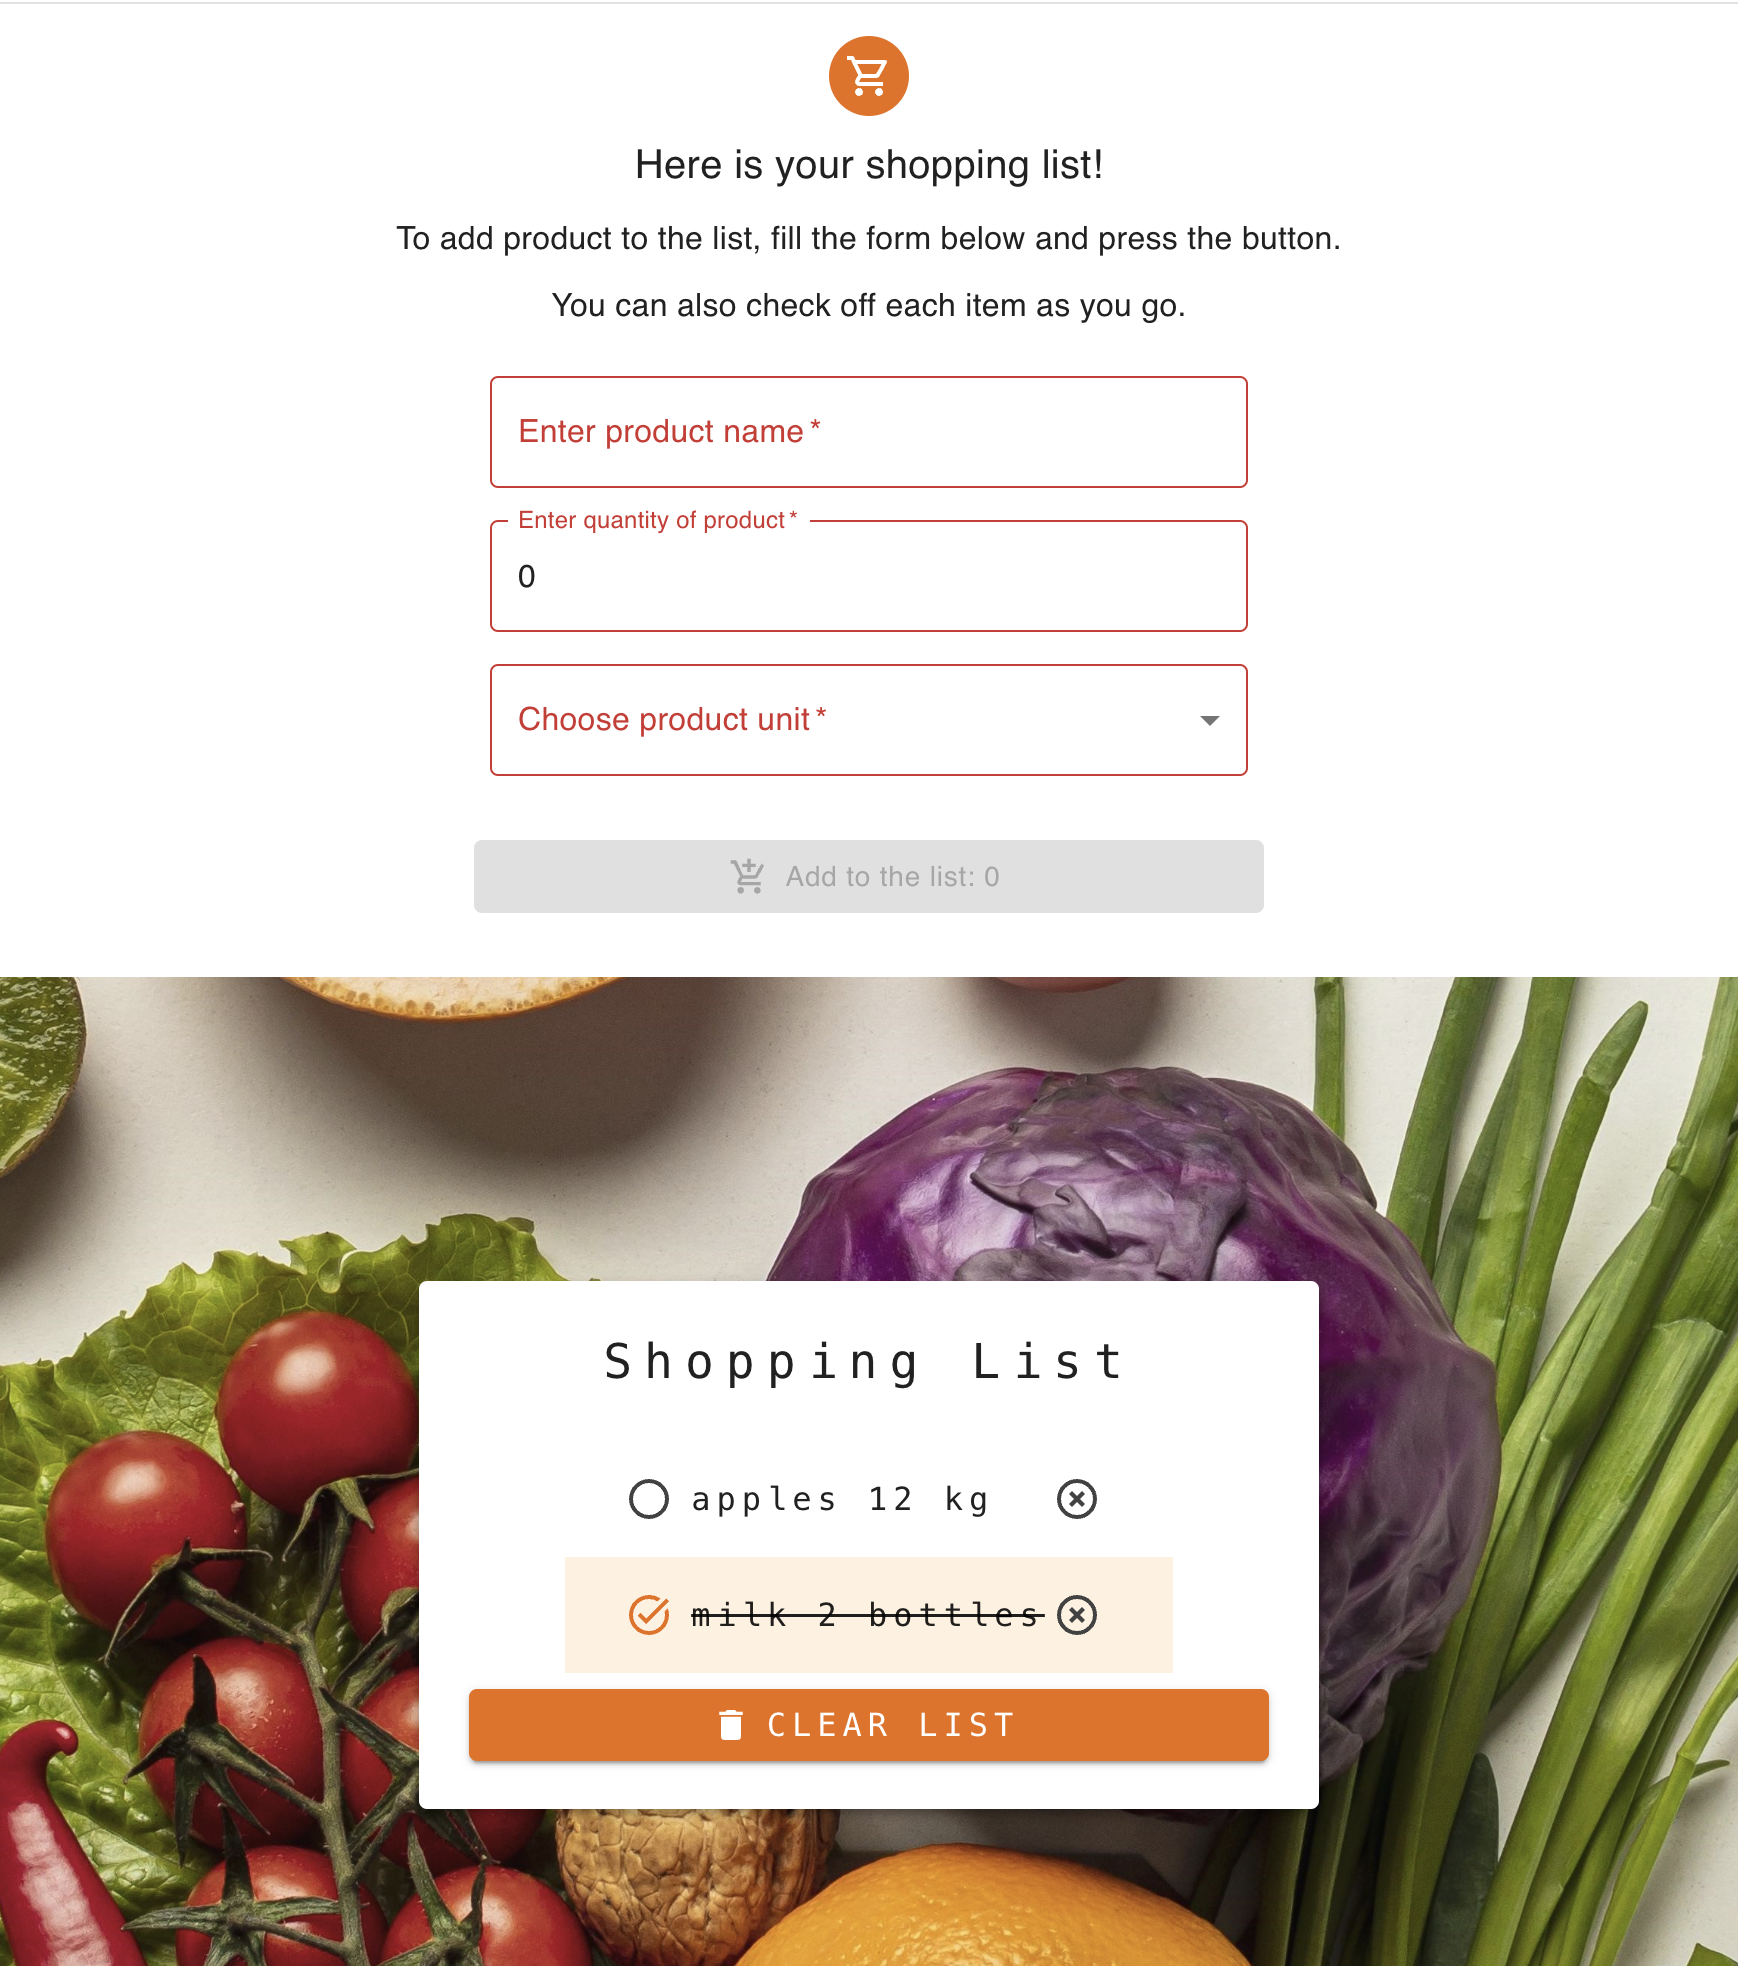 Here is your shopping list!
To add product to the list, fill the form below and press the button.
You can also check off each item as you go.
Enter product name *
Enter quantity of product *
0
Choose product unit *
Add to the list: 0
Shopping List
apples 12 kg
milk 2 bottles
CLEAR LIST